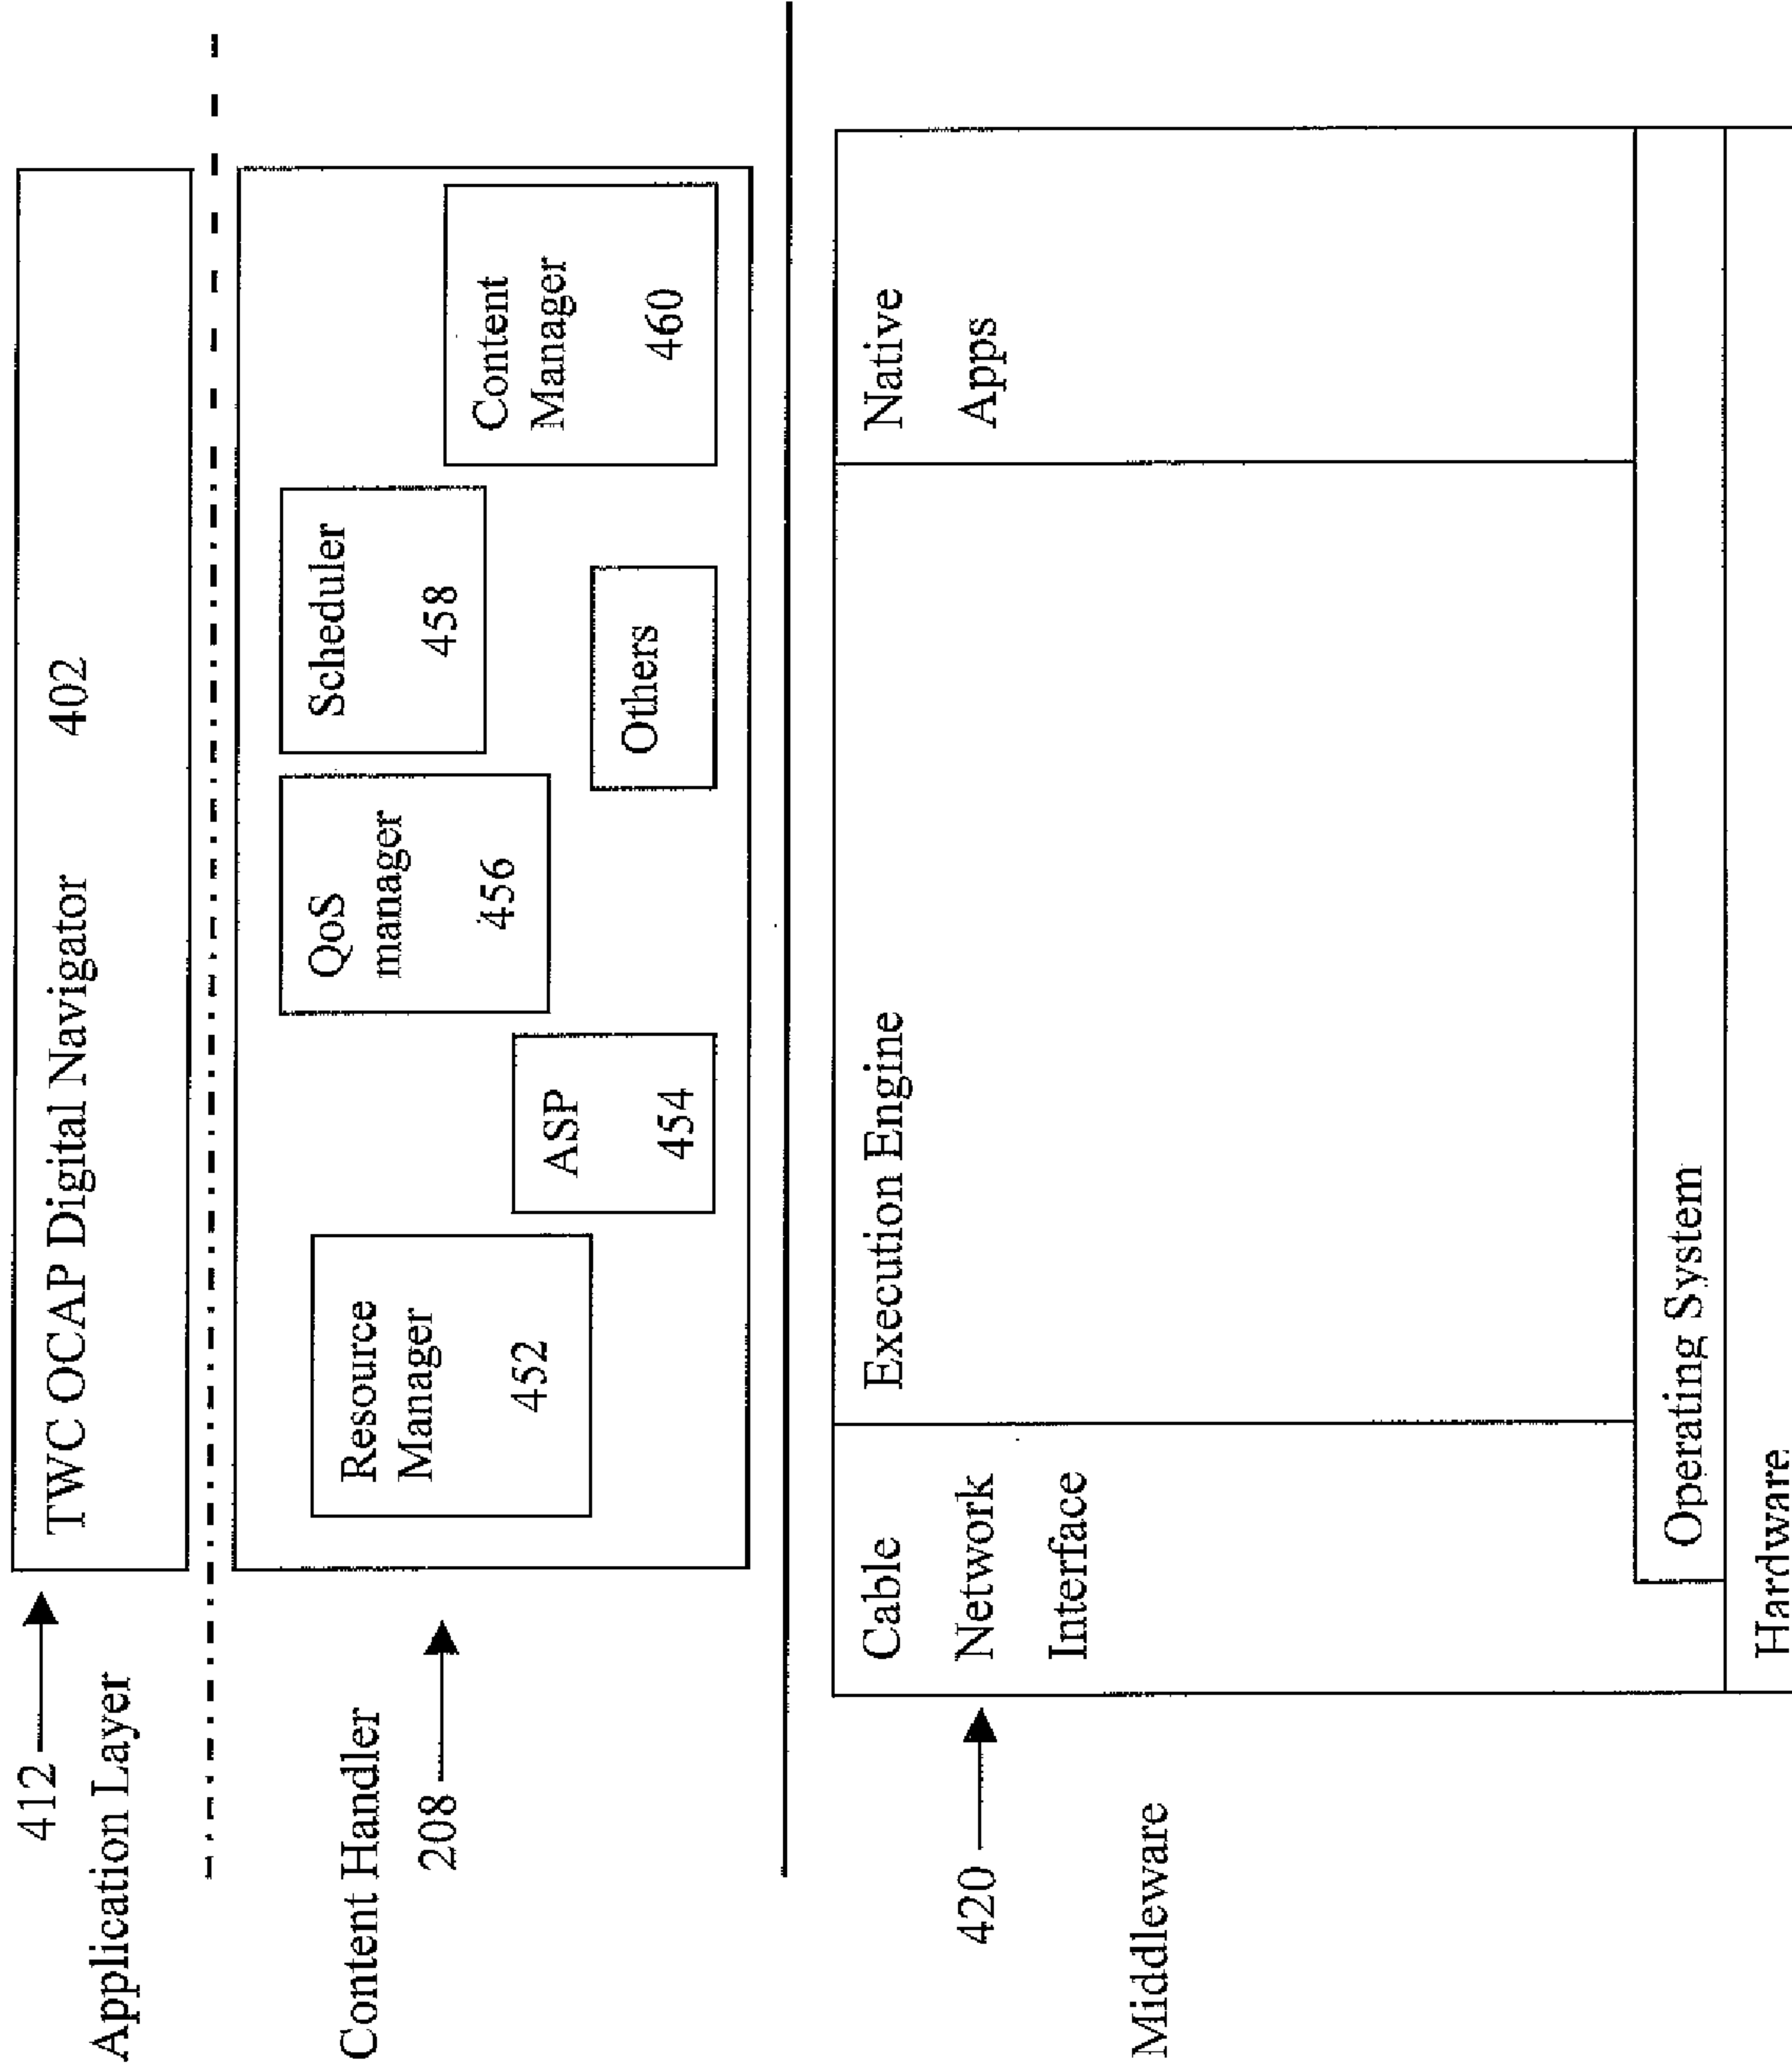 412
Application Layer
TWC OCAP Digital Navigator 402
Content Handler
208
Resource
Manager
452
ASP
454
QoS
manager
456
Scheduler
458
Others
Content
Manager
460
420
Middleware
Cable
Network
Interface
Execution Engine
Native
Apps
Operating System
Hardware